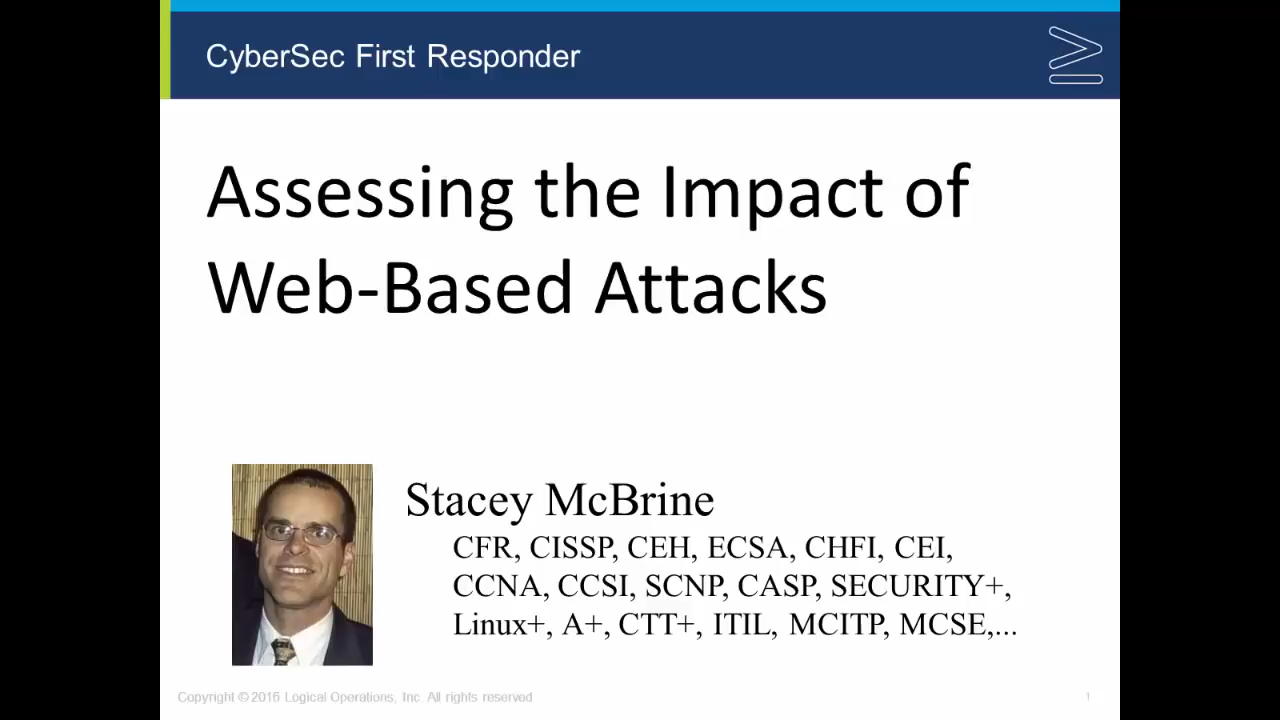 CyberSec First Responder
Assessing the Impact of
Web-Based Attacks
Stacey McBrine
CFR, CISSP, CEH, ECSA, CHFI, CEI,
CCNA, CCSI, SCNP, CASP, SECURITY+,
Linux+, A+, CTT+, ITIL, MCITP, MCSE,...
Copyright © 2016 Logical Operations, Inc. All rights reserved
1